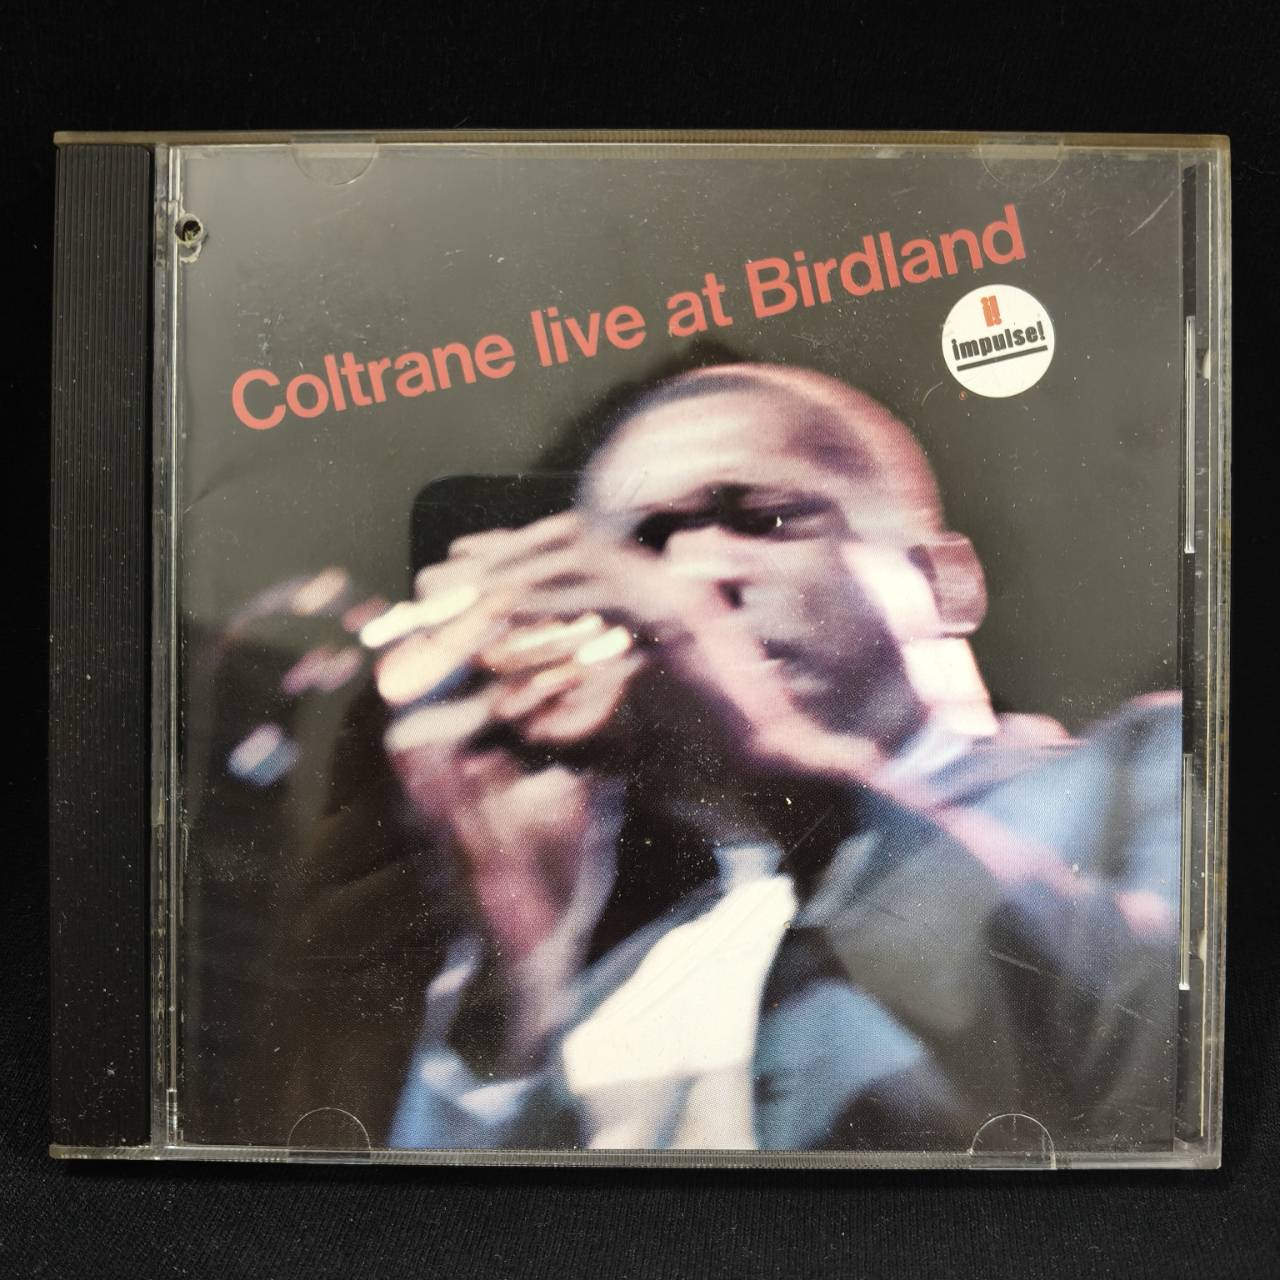 Coltrane live at Birdland
i!
impulse!
®